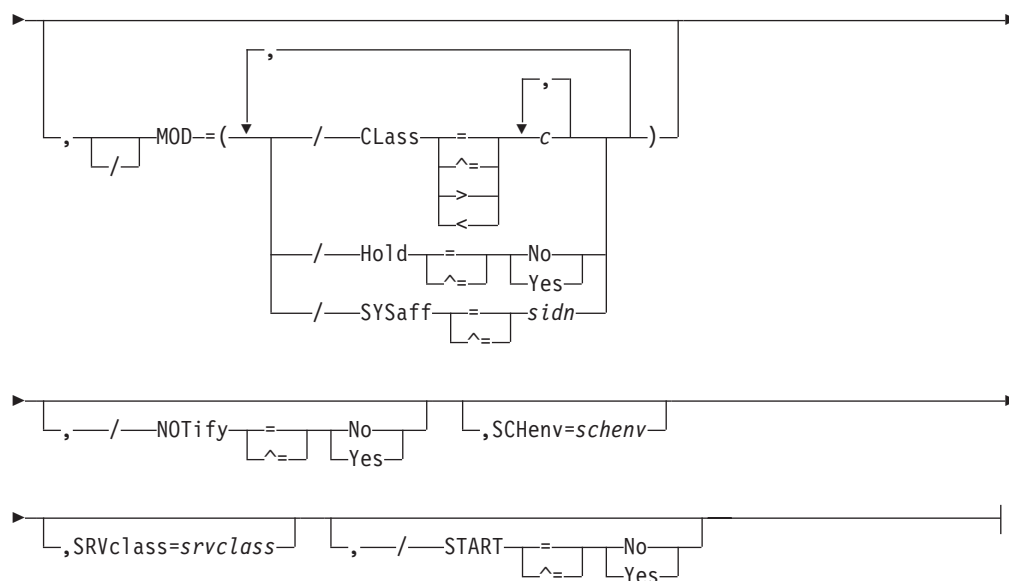 ,
,
, / MOD =( / CLass = c )
^=
>
<
/ Hold = No
^= Yes
/ SYSaff = sidn
^=
, / NOTify = No ,SCHenv=schenv
^= Yes
,SRVclass=srvclass , / START = No
^= Yes